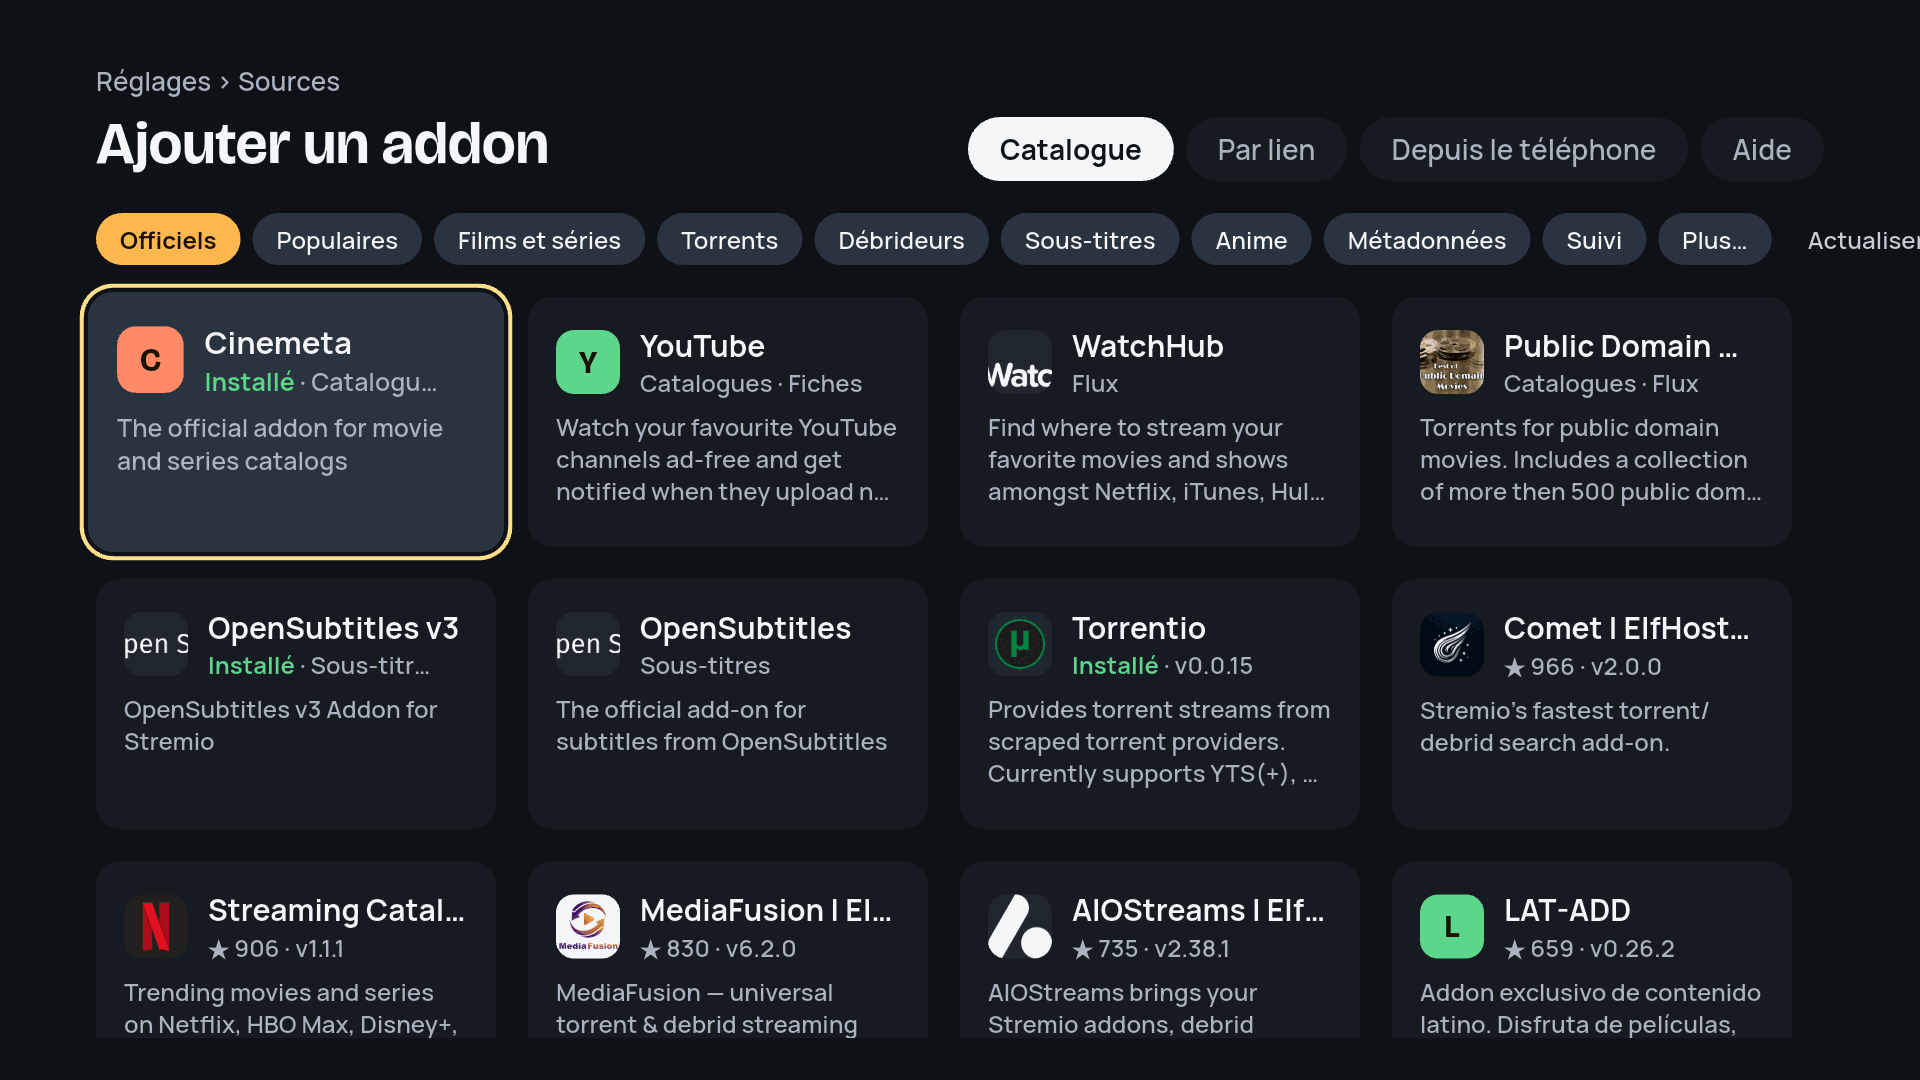 Réglages › Sources
Ajouter un addon
Catalogue
Par lien
Depuis le téléphone
Aide
Officiels
Populaires
Films et séries
Torrents
Débrideurs
Sous-titres
Anime
Métadonnées
Suivi
Plus...
Actualiser
C
Cinemeta
Installé · Catalogu...
The official addon for movie
and series catalogs
Y
YouTube
Catalogues · Fiches
Watch your favourite YouTube
channels ad-free and get
notified when they upload n...
Watc
WatchHub
Flux
Find where to stream your
favorite movies and shows
amongst Netflix, iTunes, Hul...
Best of
Public Domain
Movies
Public Domain ...
Catalogues · Flux
Torrents for public domain
movies. Includes a collection
of more then 500 public dom...
pen S
OpenSubtitles v3
Installé · Sous-titr...
OpenSubtitles v3 Addon for
Stremio
pen S
OpenSubtitles
Sous-titres
The official add-on for
subtitles from OpenSubtitles
µ
Torrentio
Installé · v0.0.15
Provides torrent streams from
scraped torrent providers.
Currently supports YTS(+), ...
Comet | ElfHost...
★ 966 · v2.0.0
Stremio's fastest torrent/
debrid search add-on.
N
Streaming Catal...
★ 906 · v1.1.1
Trending movies and series
on Netflix, HBO Max, Disney+,
MediaFusion
MediaFusion | El...
★ 830 · v6.2.0
MediaFusion — universal
torrent & debrid streaming
AIOStreams | Elf...
★ 735 · v2.38.1
AIOStreams brings your
Stremio addons, debrid
L
LAT-ADD
★ 659 · v0.26.2
Addon exclusivo de contenido
latino. Disfruta de películas,